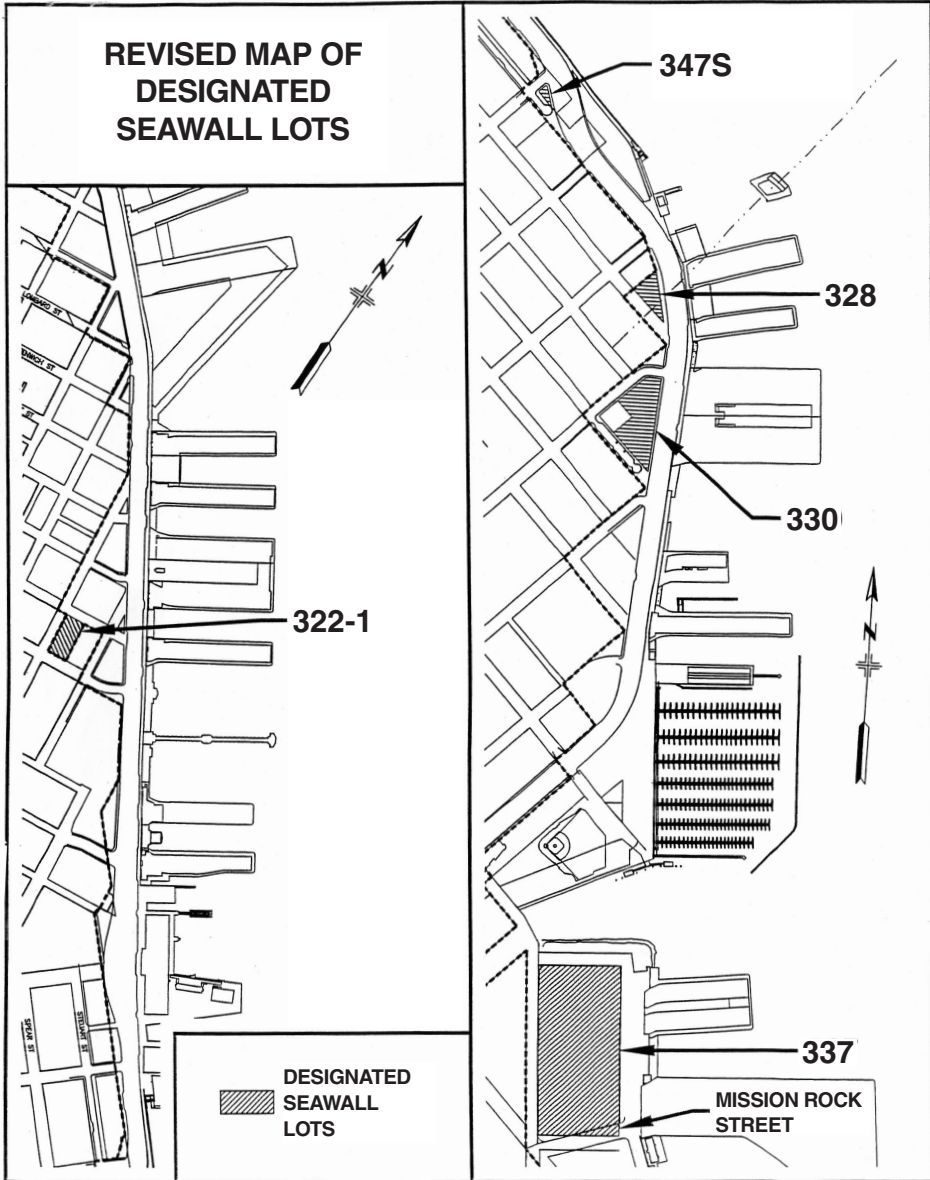 REVISED MAP OF
DESIGNATED
SEAWALL LOTS
347S
328
330
337
MISSION ROCK
STREET
N
N
LOMBARD ST
ST
322-1
SPEAR ST
STEUART ST
DESIGNATED
SEAWALL
LOTS